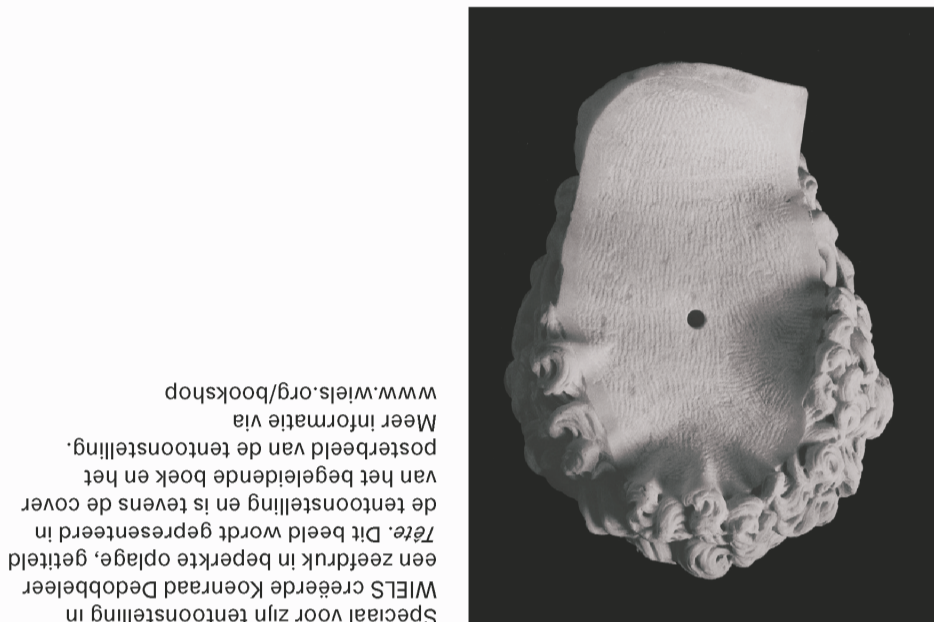 Speciaal voor zijn tentoonstelling in
WIELS creëerde Koenraad Dedobbeleer
een zeefdruk in beperkte oplage, getiteld
Tête. Dit beeld wordt gepresenteerd in
de tentoonstelling en is tevens de cover
van het begeleidende boek en het
posterbeeld van de tentoonstelling.
Meer informatie via
www.wiels.org/bookshop